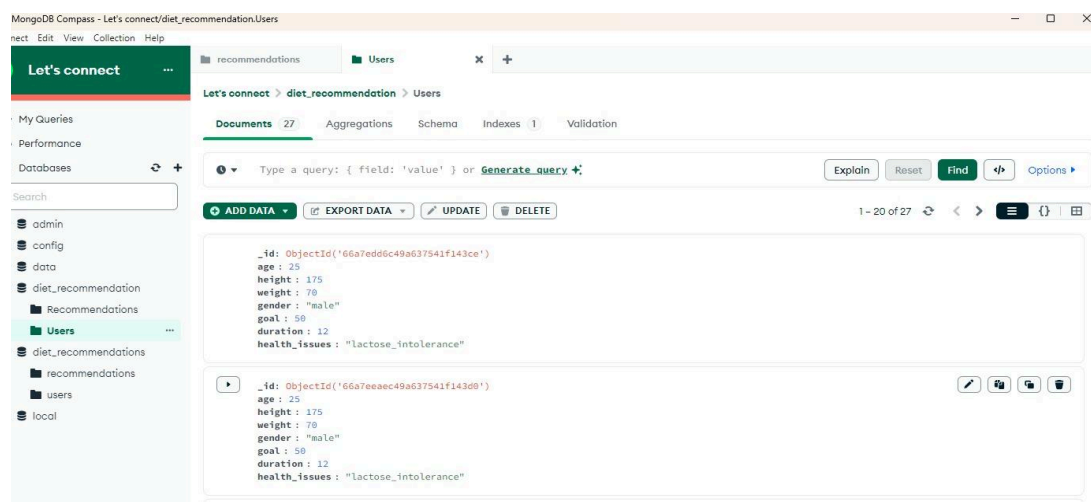 MongoDB Compass - Let's connect/diet_recommendation.Users
nect Edit View Collection Help
Let's connect
recommendations
Users
Let's connect > diet_recommendation > Users
My Queries
Performance
Databases
Search
admin
config
data
diet_recommendation
Recommendations
Users
diet_recommendations
recommendations
users
local
Documents 27 Aggregations Schema Indexes 1 Validation
Type a query: { field: 'value' } or Generate query
Explain Reset Find </> Options
ADD DATA EXPORT DATA UPDATE DELETE
1 – 20 of 27
{}
_id: ObjectId('66a7edd6c49a637541f143ce')
age : 25
height : 175
weight : 70
gender : "male"
goal : 50
duration : 12
health_issues : "lactose_intolerance"
_id: ObjectId('66a7eeaec49a637541f143d0')
age : 25
height : 175
weight : 70
gender : "male"
goal : 50
duration : 12
health_issues : "lactose_intolerance"